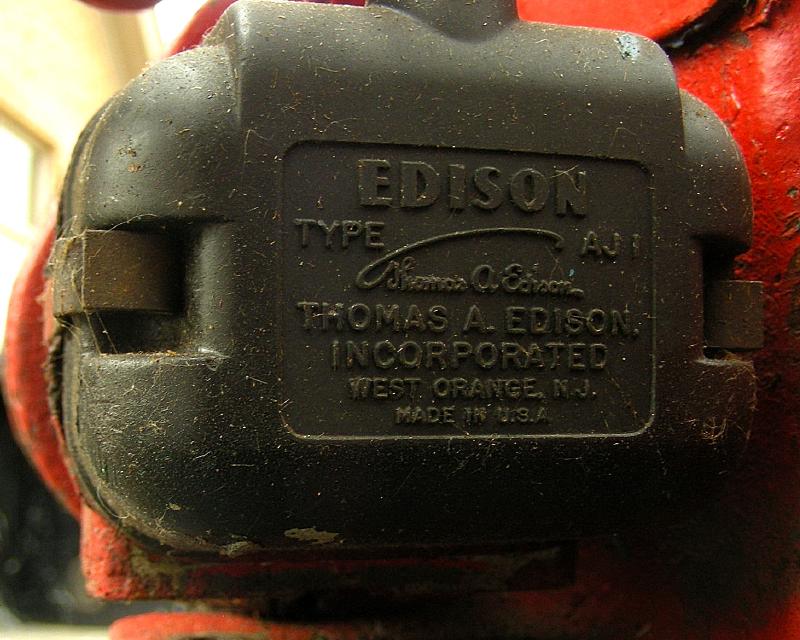 EDISON
TYPE AJ1
Thomas A Edison
THOMAS A. EDISON,
INCORPORATED
WEST ORANGE, N.J.
MADE IN U.S.A